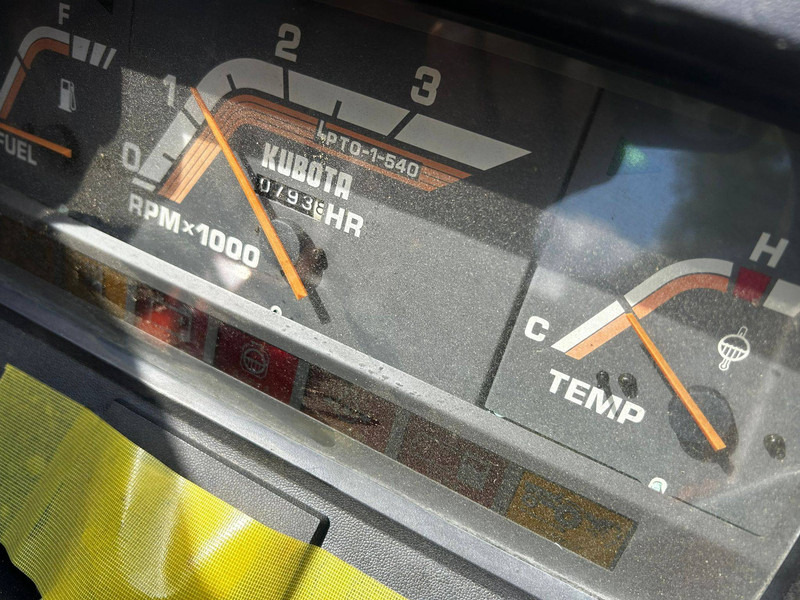 F
FUEL
0
1
2
3
PTO-1-540
KUBOTA
HR
RPM×1000
C
H
TEMP